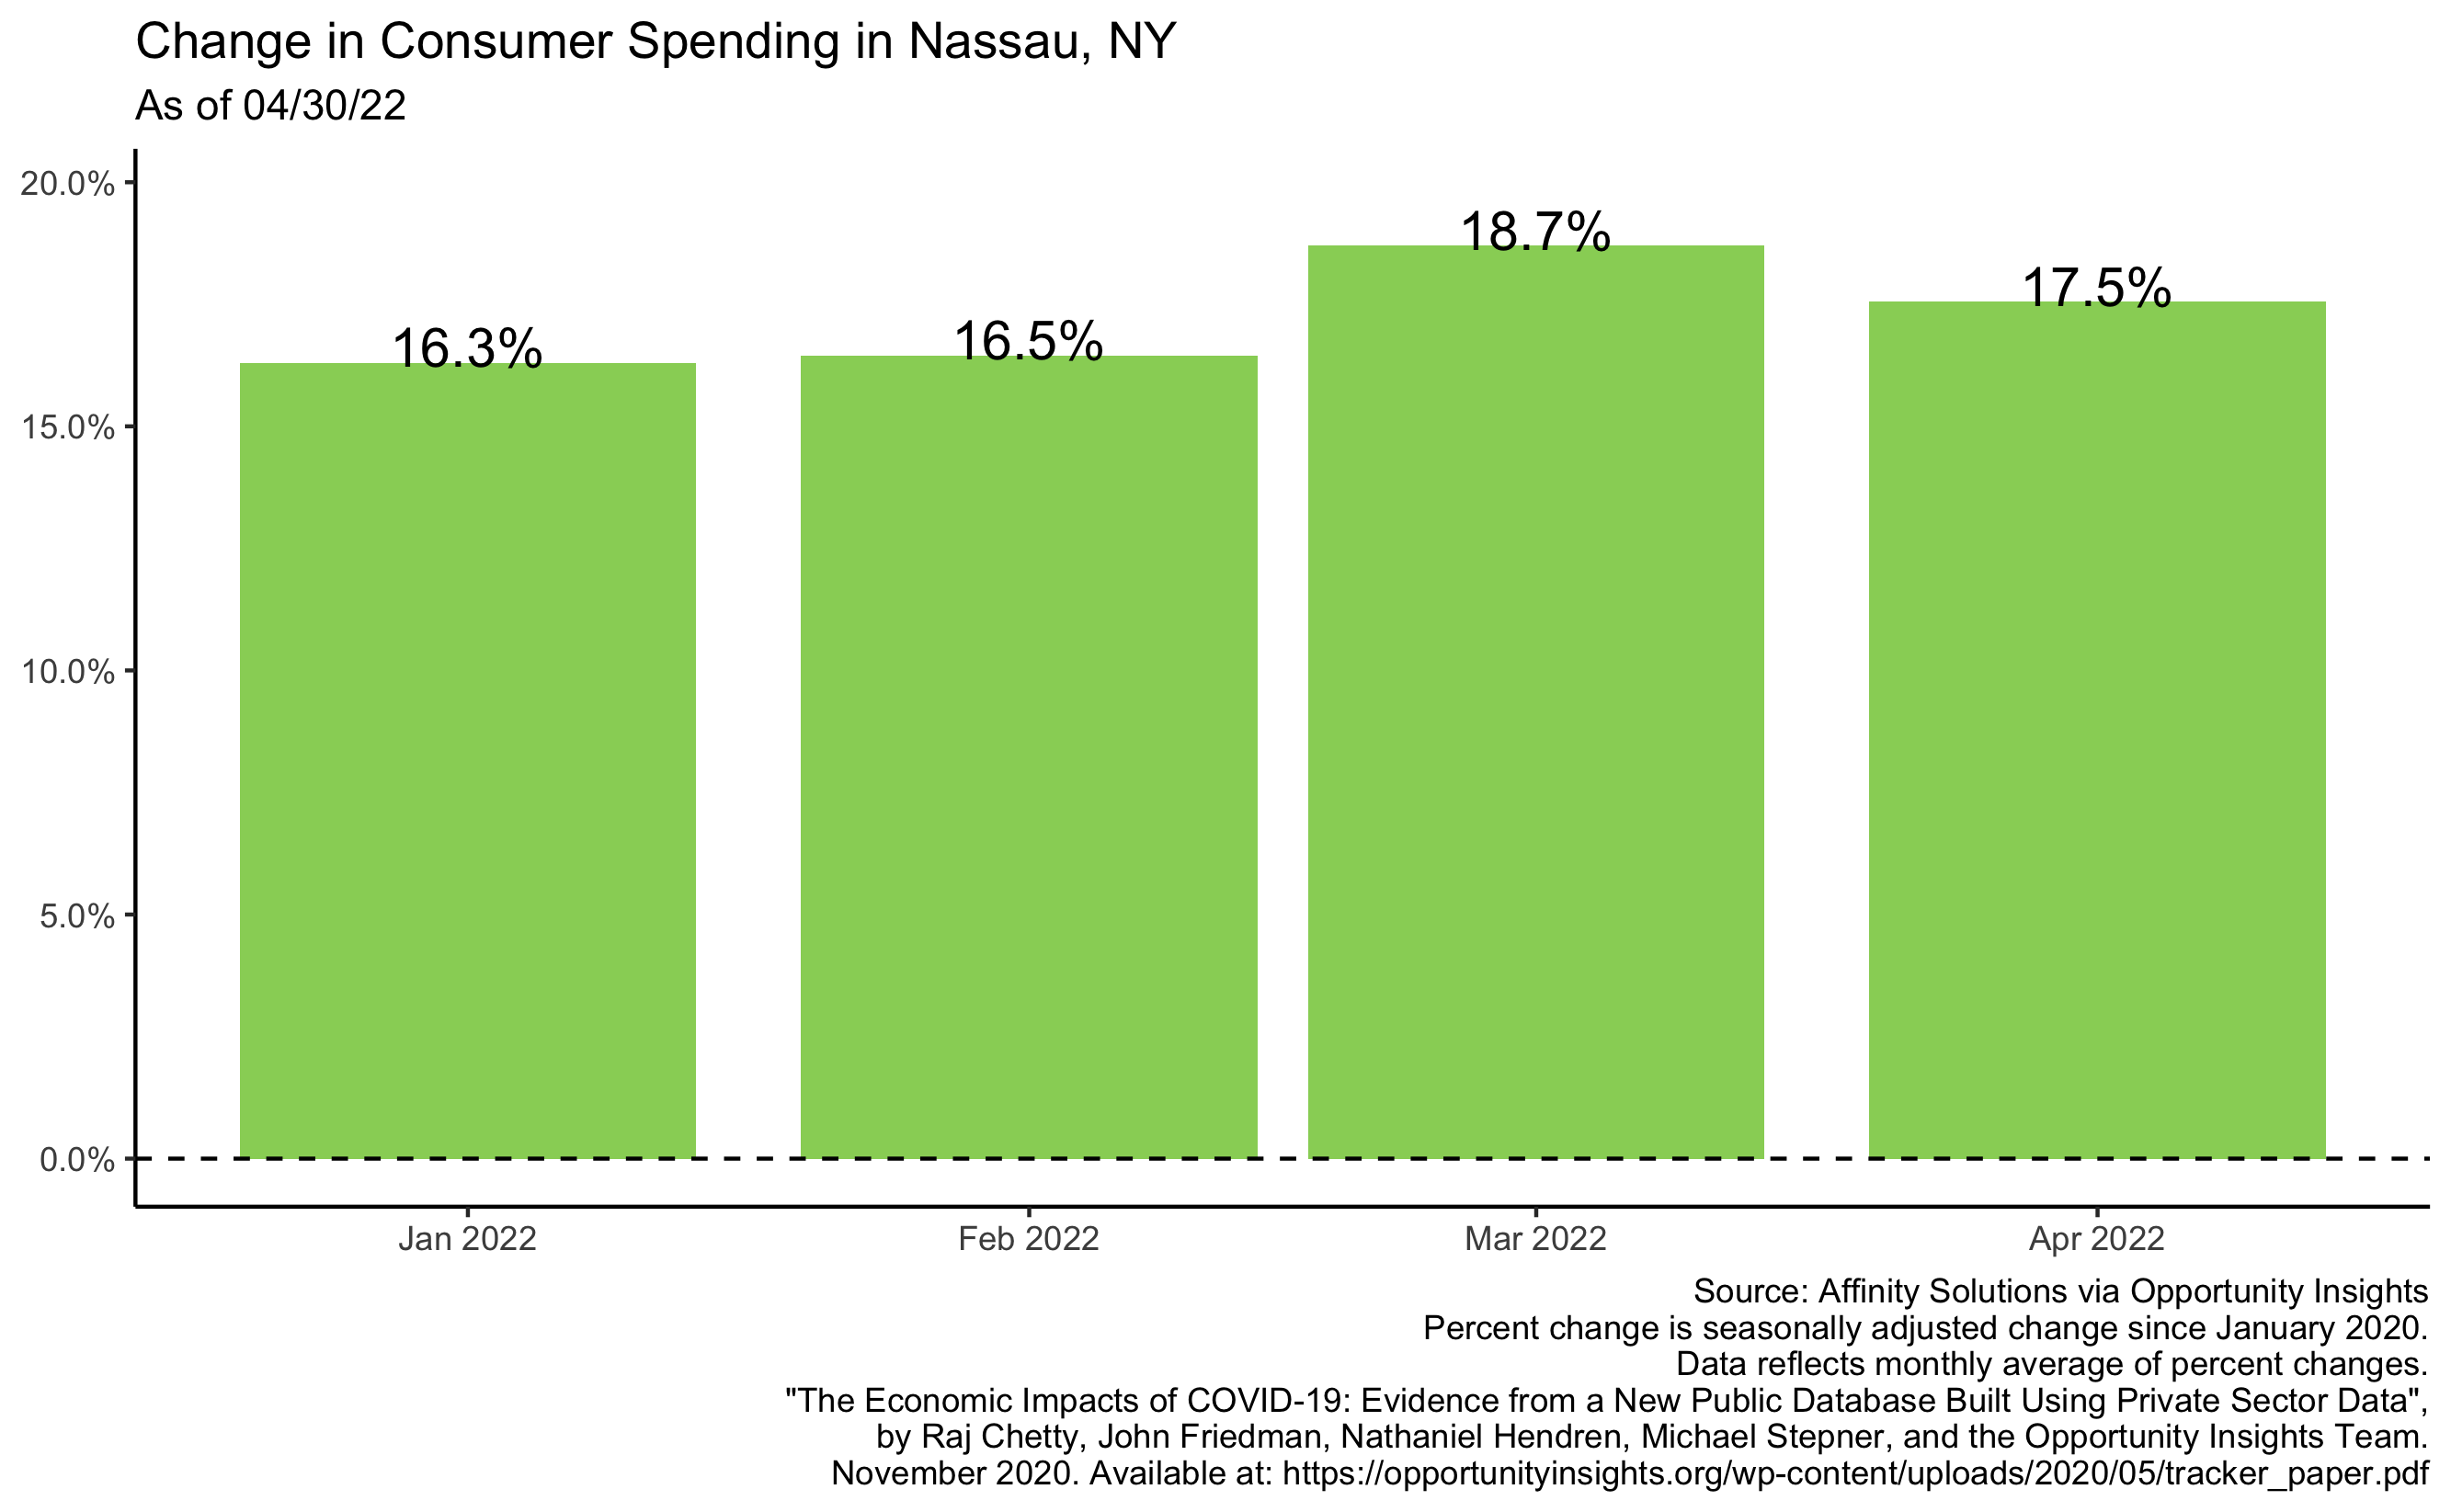 Change in Consumer Spending in Nassau, NY
As of 04/30/22
20.0%
15.0%
10.0%
5.0%
0.0%
16.3%
16.5%
18.7%
17.5%
Jan 2022
Feb 2022
Mar 2022
Apr 2022
Source: Affinity Solutions via Opportunity Insights
Percent change is seasonally adjusted change since January 2020.
Data reflects monthly average of percent changes.
"The Economic Impacts of COVID-19: Evidence from a New Public Database Built Using Private Sector Data",
by Raj Chetty, John Friedman, Nathaniel Hendren, Michael Stepner, and the Opportunity Insights Team.
November 2020. Available at: https://opportunityinsights.org/wp-content/uploads/2020/05/tracker_paper.pdf